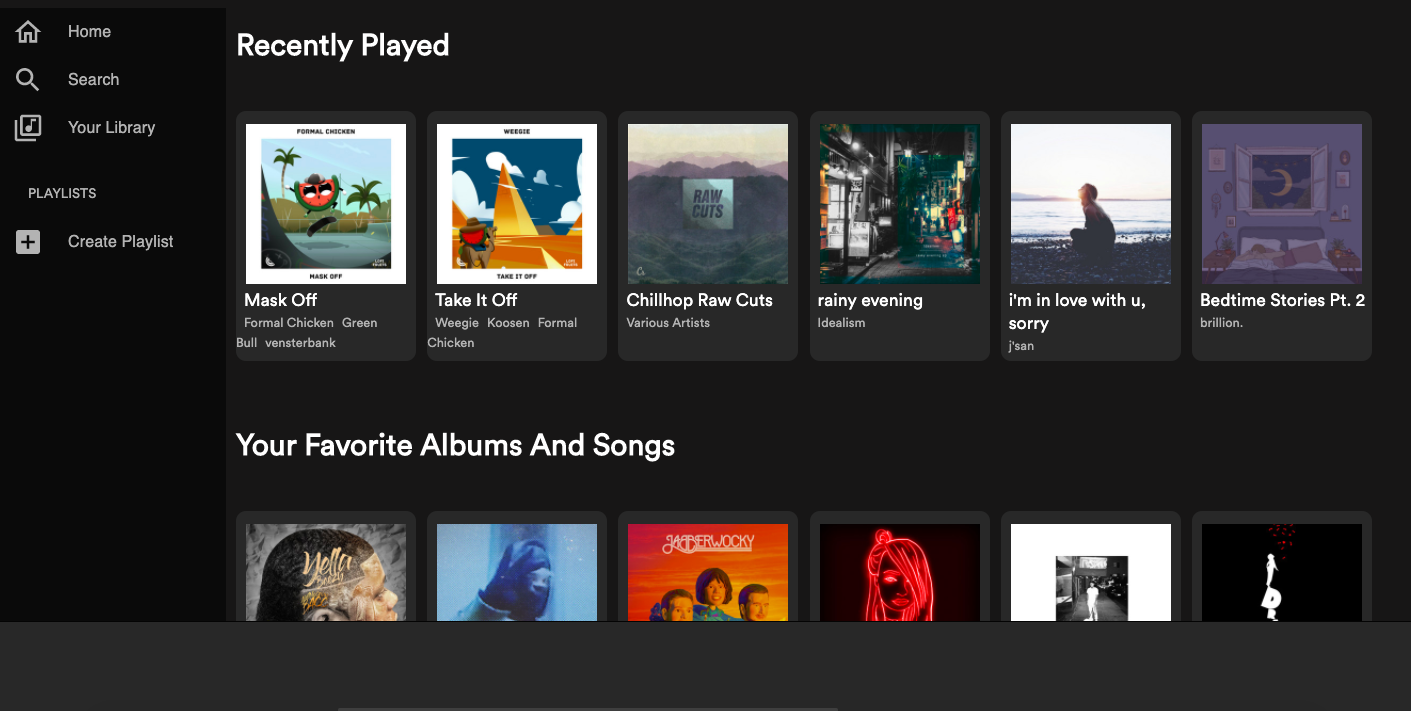 Home
Search
Your Library
PLAYLISTS
Create Playlist
Recently Played
FORMAL CHICKEN
MASK OFF
Mask Off
Formal Chicken Green
Bull vensterbank
WEEGIE
TAKE IT OFF
Take It Off
Weegie Koosen Formal
Chicken
RAW
CUTS
Chillhop Raw Cuts
Various Artists
rainy evening
Idealism
i'm in love with u,
sorry
j'san
Bedtime Stories Pt. 2
brillion.
Your Favorite Albums And Songs
Yella
Beezy
JABBERWOCKY